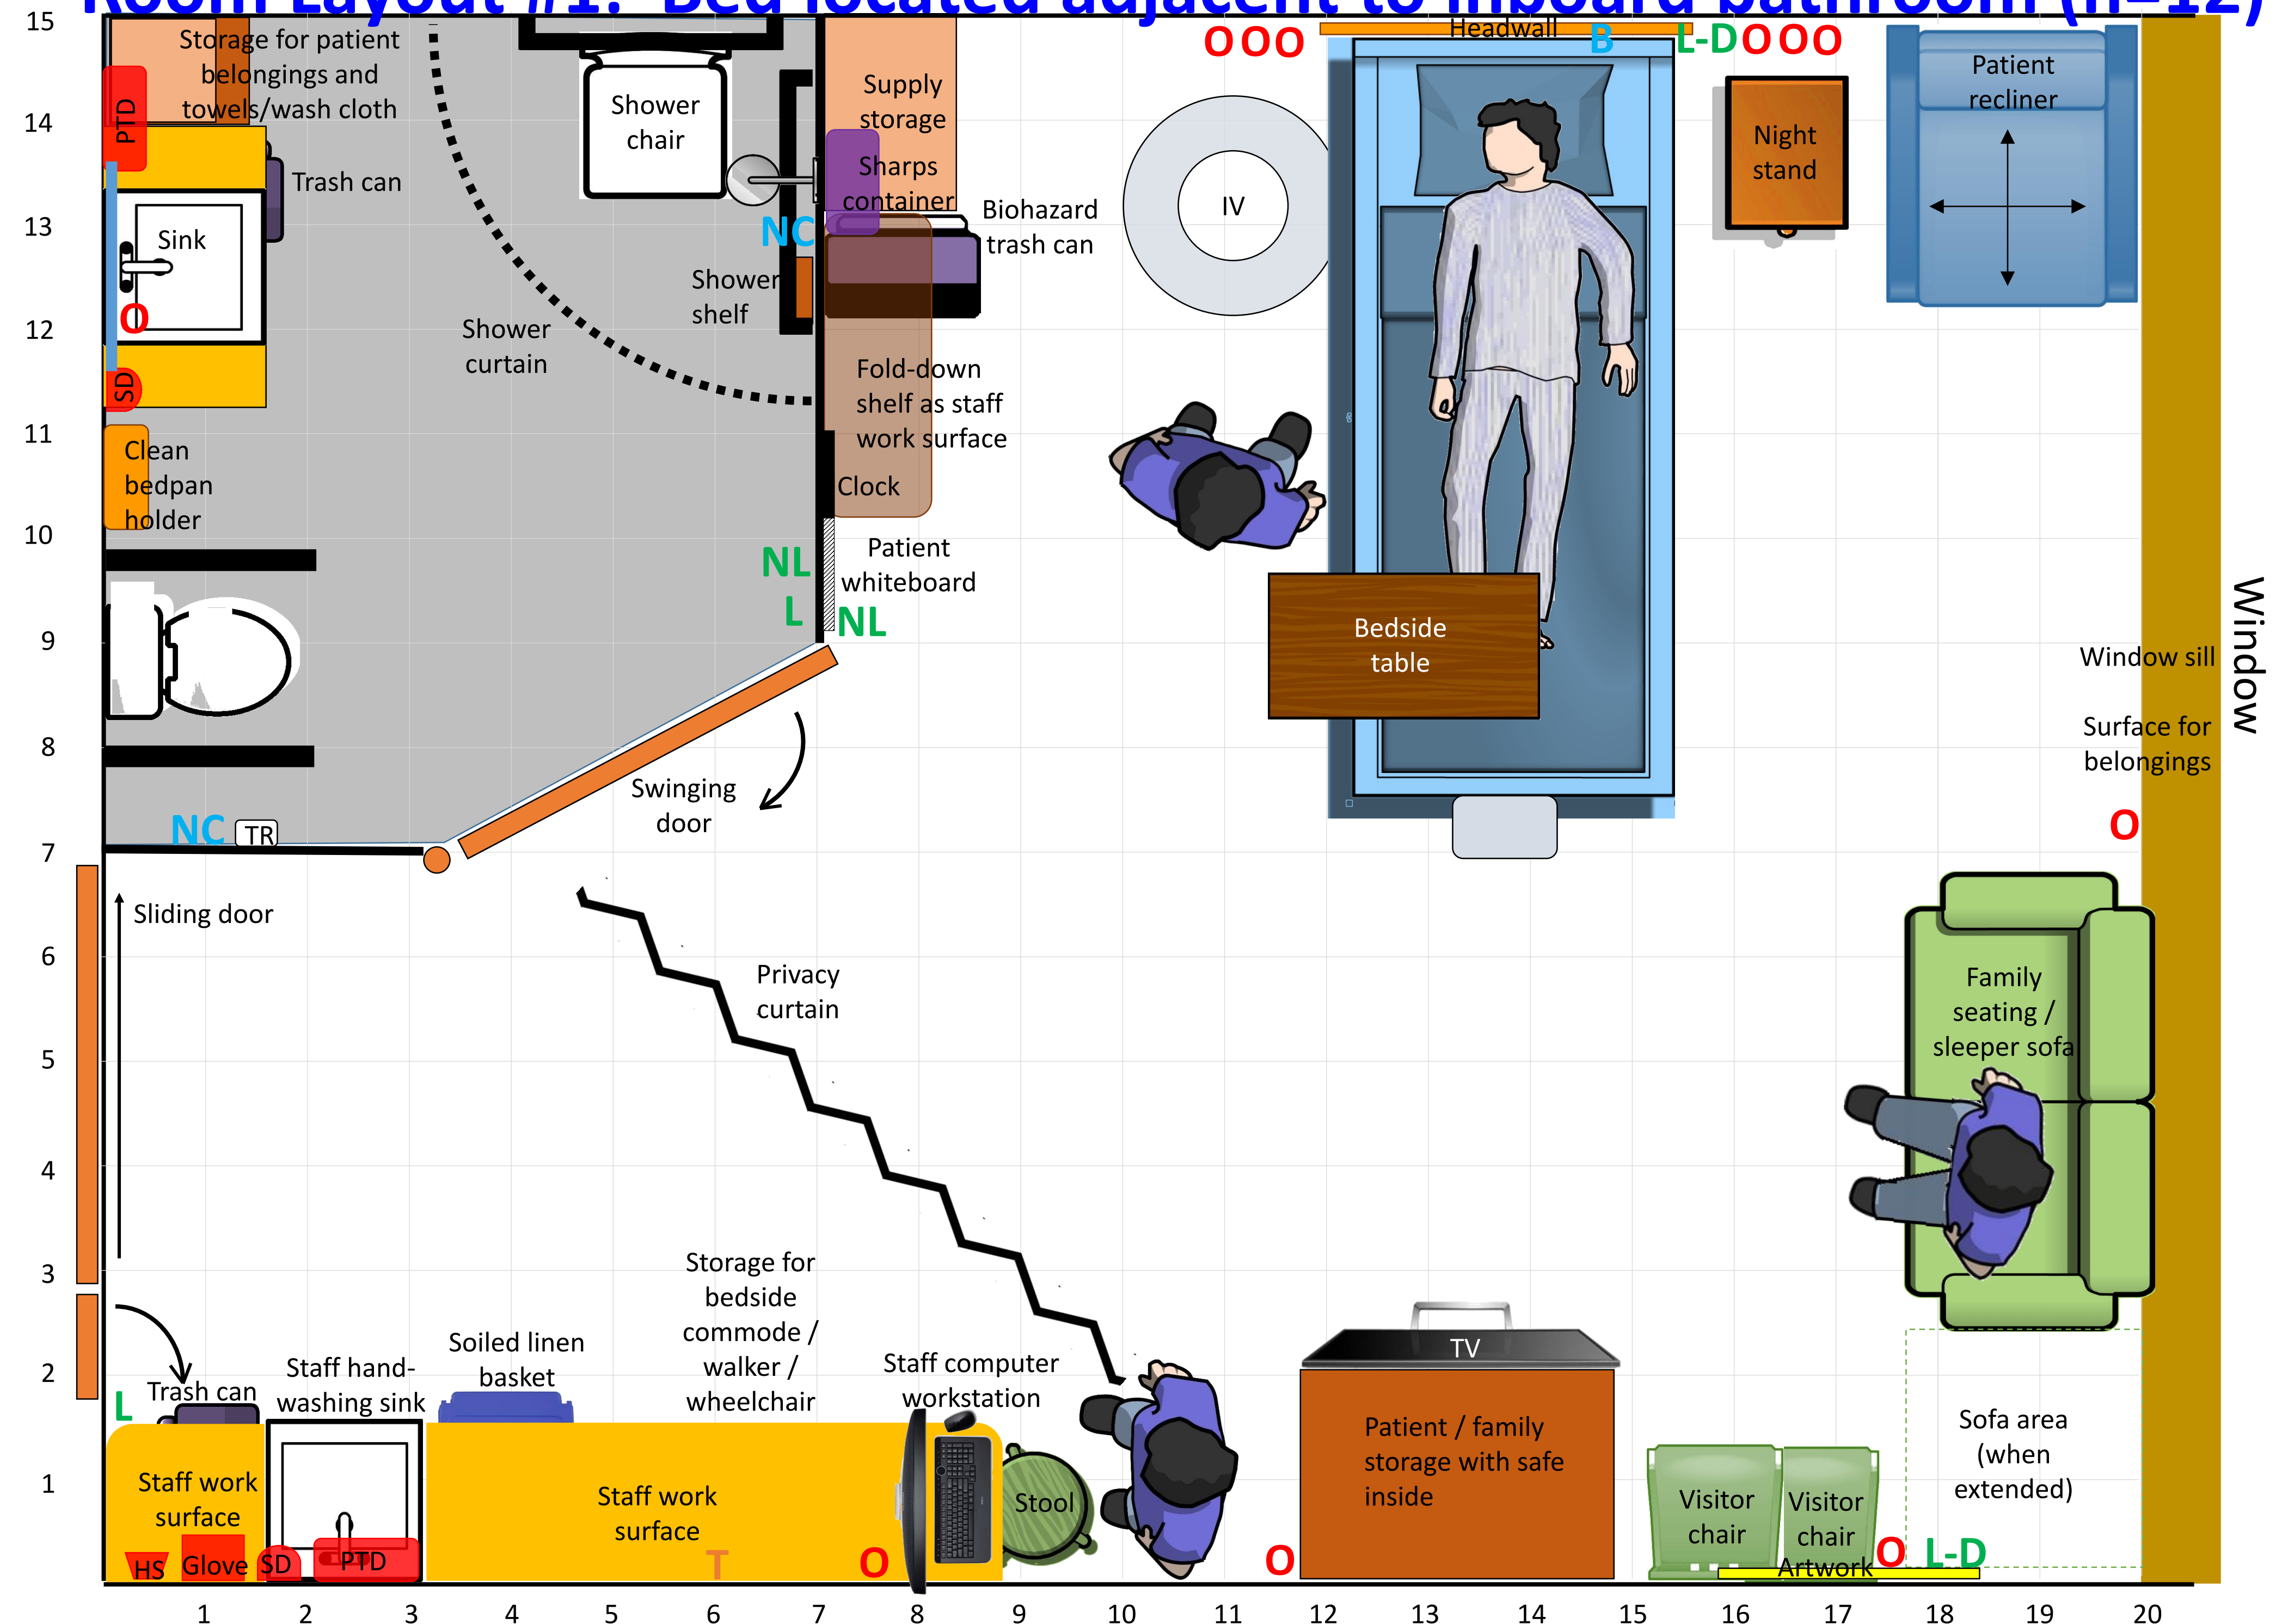 Room Layout #1: Bed located adjacent to inboard bathroom (n=12)
15
14
13
12
11
10
9
8
7
6
5
4
3
2
1
Storage for patient
belongings and
towels/wash cloth
PTD
Trash can
Sink
O
SD
Clean
bedpan
holder
Shower
chair
NC
Shower
shelf
Shower
curtain
NL
L
NC
TR
Swinging
door
Supply
storage
Sharps
container
Biohazard
trash can
Fold-down
shelf as staff
work surface
Clock
Patient
whiteboard
NL
O O O
Headwall
B
L-D
O O O
IV
Night
stand
Patient
recliner
Bedside
table
Window sill
Surface for
belongings
O
Window
Sliding door
Privacy
curtain
Family
seating /
sleeper sofa
L
Trash can
Staff hand-
washing sink
Soiled linen
basket
Storage for
bedside
commode /
walker /
wheelchair
Staff computer
workstation
Staff work
surface
HS
Glove
SD
PTD
Staff work
surface
T
O
Stool
O
TV
Patient / family
storage with safe
inside
Visitor
chair
Visitor
chair
Artwork
O
L-D
Sofa area
(when
extended)
1 2 3 4 5 6 7 8 9 10 11 12 13 14 15 16 17 18 19 20